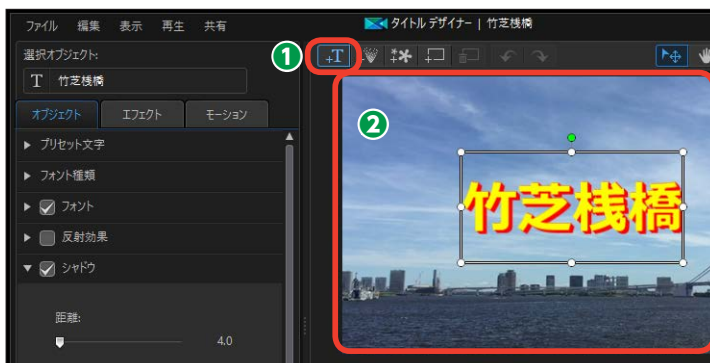 ファイル 編集 表示 再生 共有
タイトル デザイナー | 竹芝桟橋
選択オブジェクト:
T 竹芝桟橋
1
+T
2
オブジェクト エフェクト モーション
プリセット文字
フォント種類
フォント
反射効果
シャドウ
距離:
4.0
竹芝桟橋